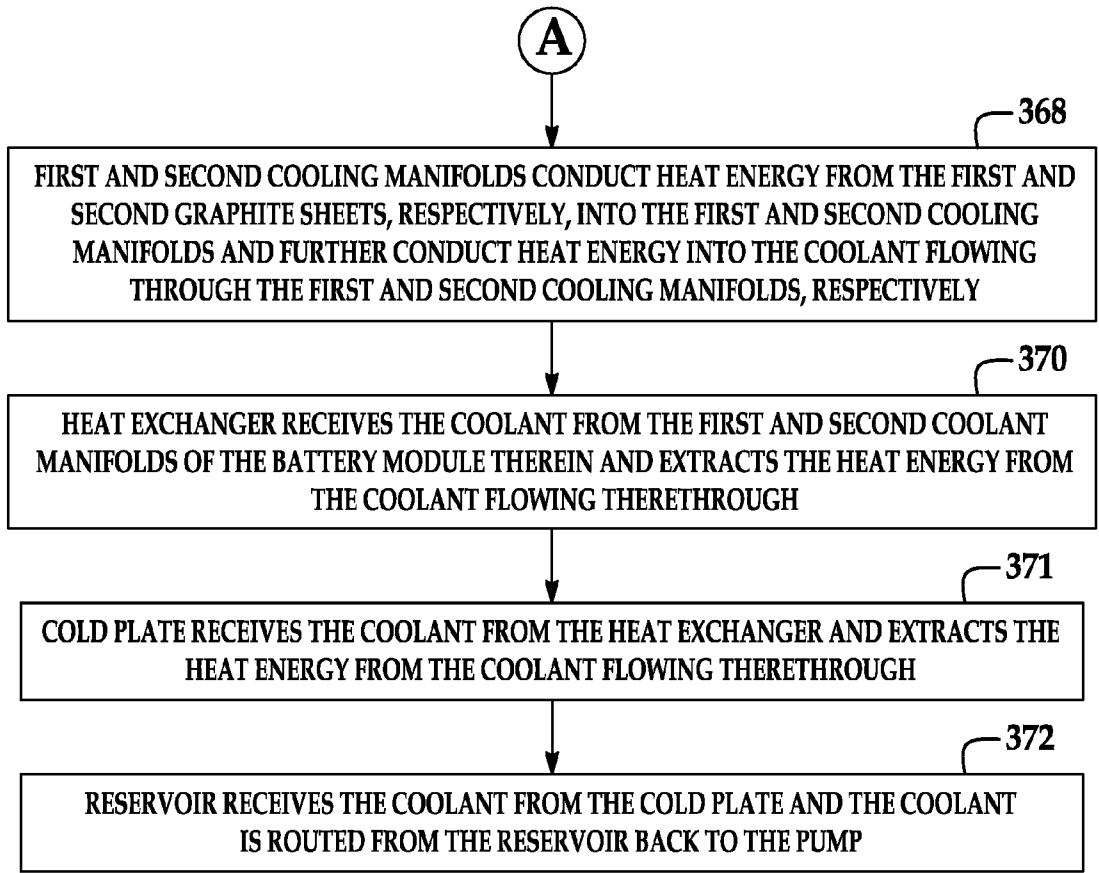 A
368
FIRST AND SECOND COOLING MANIFOLDS CONDUCT HEAT ENERGY FROM THE FIRST AND
SECOND GRAPHITE SHEETS, RESPECTIVELY, INTO THE FIRST AND SECOND COOLING
MANIFOLDS AND FURTHER CONDUCT HEAT ENERGY INTO THE COOLANT FLOWING
THROUGH THE FIRST AND SECOND COOLING MANIFOLDS, RESPECTIVELY
370
HEAT EXCHANGER RECEIVES THE COOLANT FROM THE FIRST AND SECOND COOLANT
MANIFOLDS OF THE BATTERY MODULE THEREIN AND EXTRACTS THE HEAT ENERGY FROM
THE COOLANT FLOWING THERETHROUGH
371
COLD PLATE RECEIVES THE COOLANT FROM THE HEAT EXCHANGER AND EXTRACTS THE
HEAT ENERGY FROM THE COOLANT FLOWING THERETHROUGH
372
RESERVOIR RECEIVES THE COOLANT FROM THE COLD PLATE AND THE COOLANT
IS ROUTED FROM THE RESERVOIR BACK TO THE PUMP